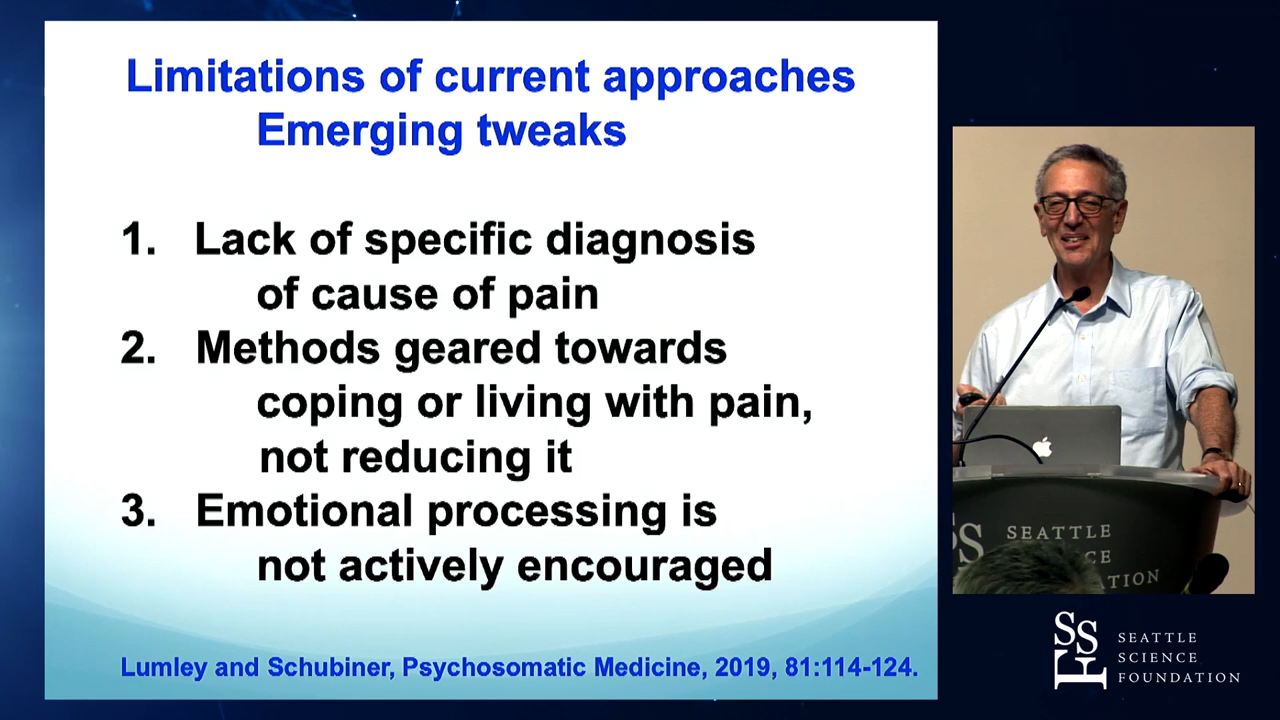 Limitations of current approaches
Emerging tweaks
1. Lack of specific diagnosis
of cause of pain
2. Methods geared towards
coping or living with pain,
not reducing it
3. Emotional processing is
not actively encouraged
Lumley and Schubiner, Psychosomatic Medicine, 2019, 81:114-124.
SEATTLE
SSF
SEATTLE
SCIENCE
FOUNDATION